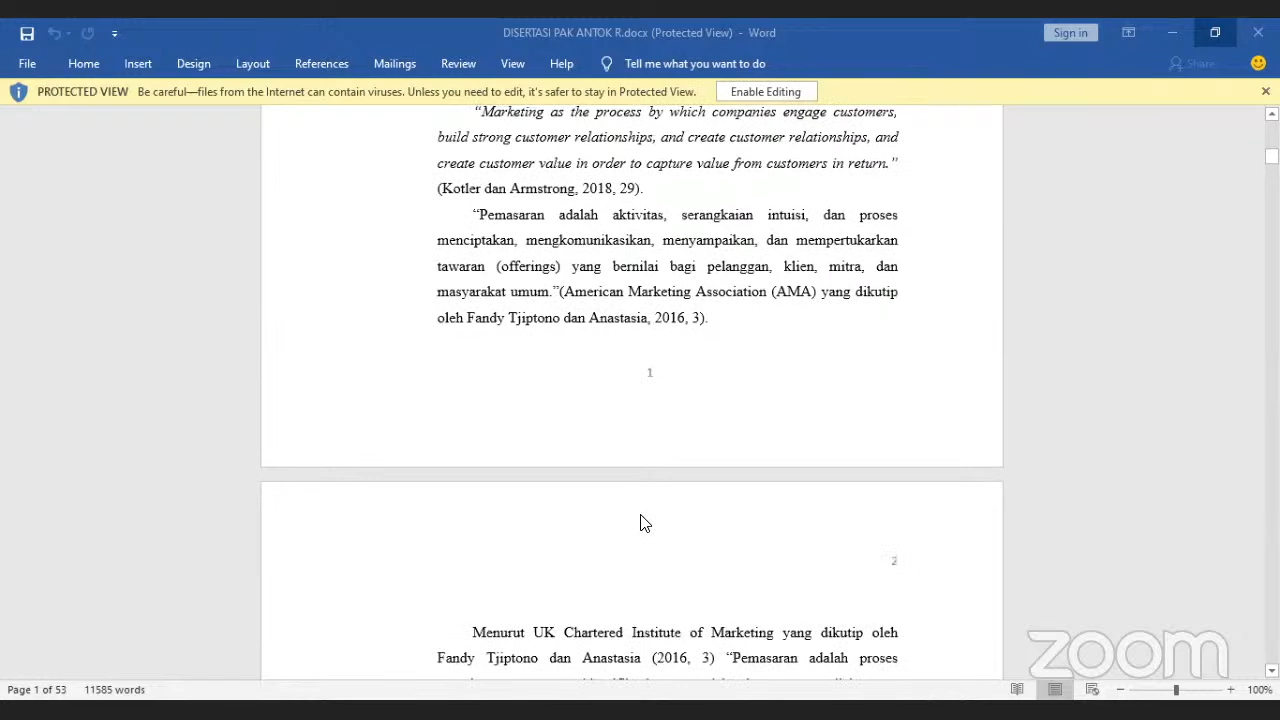 DISERTASI PAK ANTOK R.docx (Protected View) - Word
Sign in
File Home Insert Design Layout References Mailings Review View Help Tell me what you want to do Share
PROTECTED VIEW Be careful—files from the Internet can contain viruses. Unless you need to edit, it's safer to stay in Protected View. Enable Editing
“Marketing as the process by which companies engage customers,
build strong customer relationships, and create customer relationships, and
create customer value in order to capture value from customers in return.”
(Kotler dan Armstrong, 2018, 29).
“Pemasaran adalah aktivitas, serangkaian intuisi, dan proses
menciptakan, mengkomunikasikan, menyampaikan, dan mempertukarkan
tawaran (offerings) yang bernilai bagi pelanggan, klien, mitra, dan
masyarakat umum.”(American Marketing Association (AMA) yang dikutip
oleh Fandy Tjiptono dan Anastasia, 2016, 3).
1
2
Menurut UK Chartered Institute of Marketing yang dikutip oleh
Fandy Tjiptono dan Anastasia (2016, 3) “Pemasaran adalah proses
zoom
Page 1 of 53 11585 words 100%